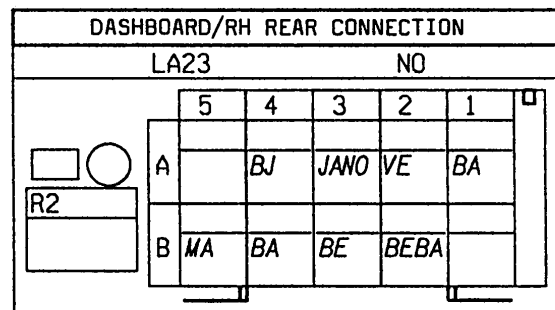 DASHBOARD/RH REAR CONNECTION
LA23 NO
5 4 3 2 1
A BJ JANO VE BA
R2
B MA BA BE BEBA